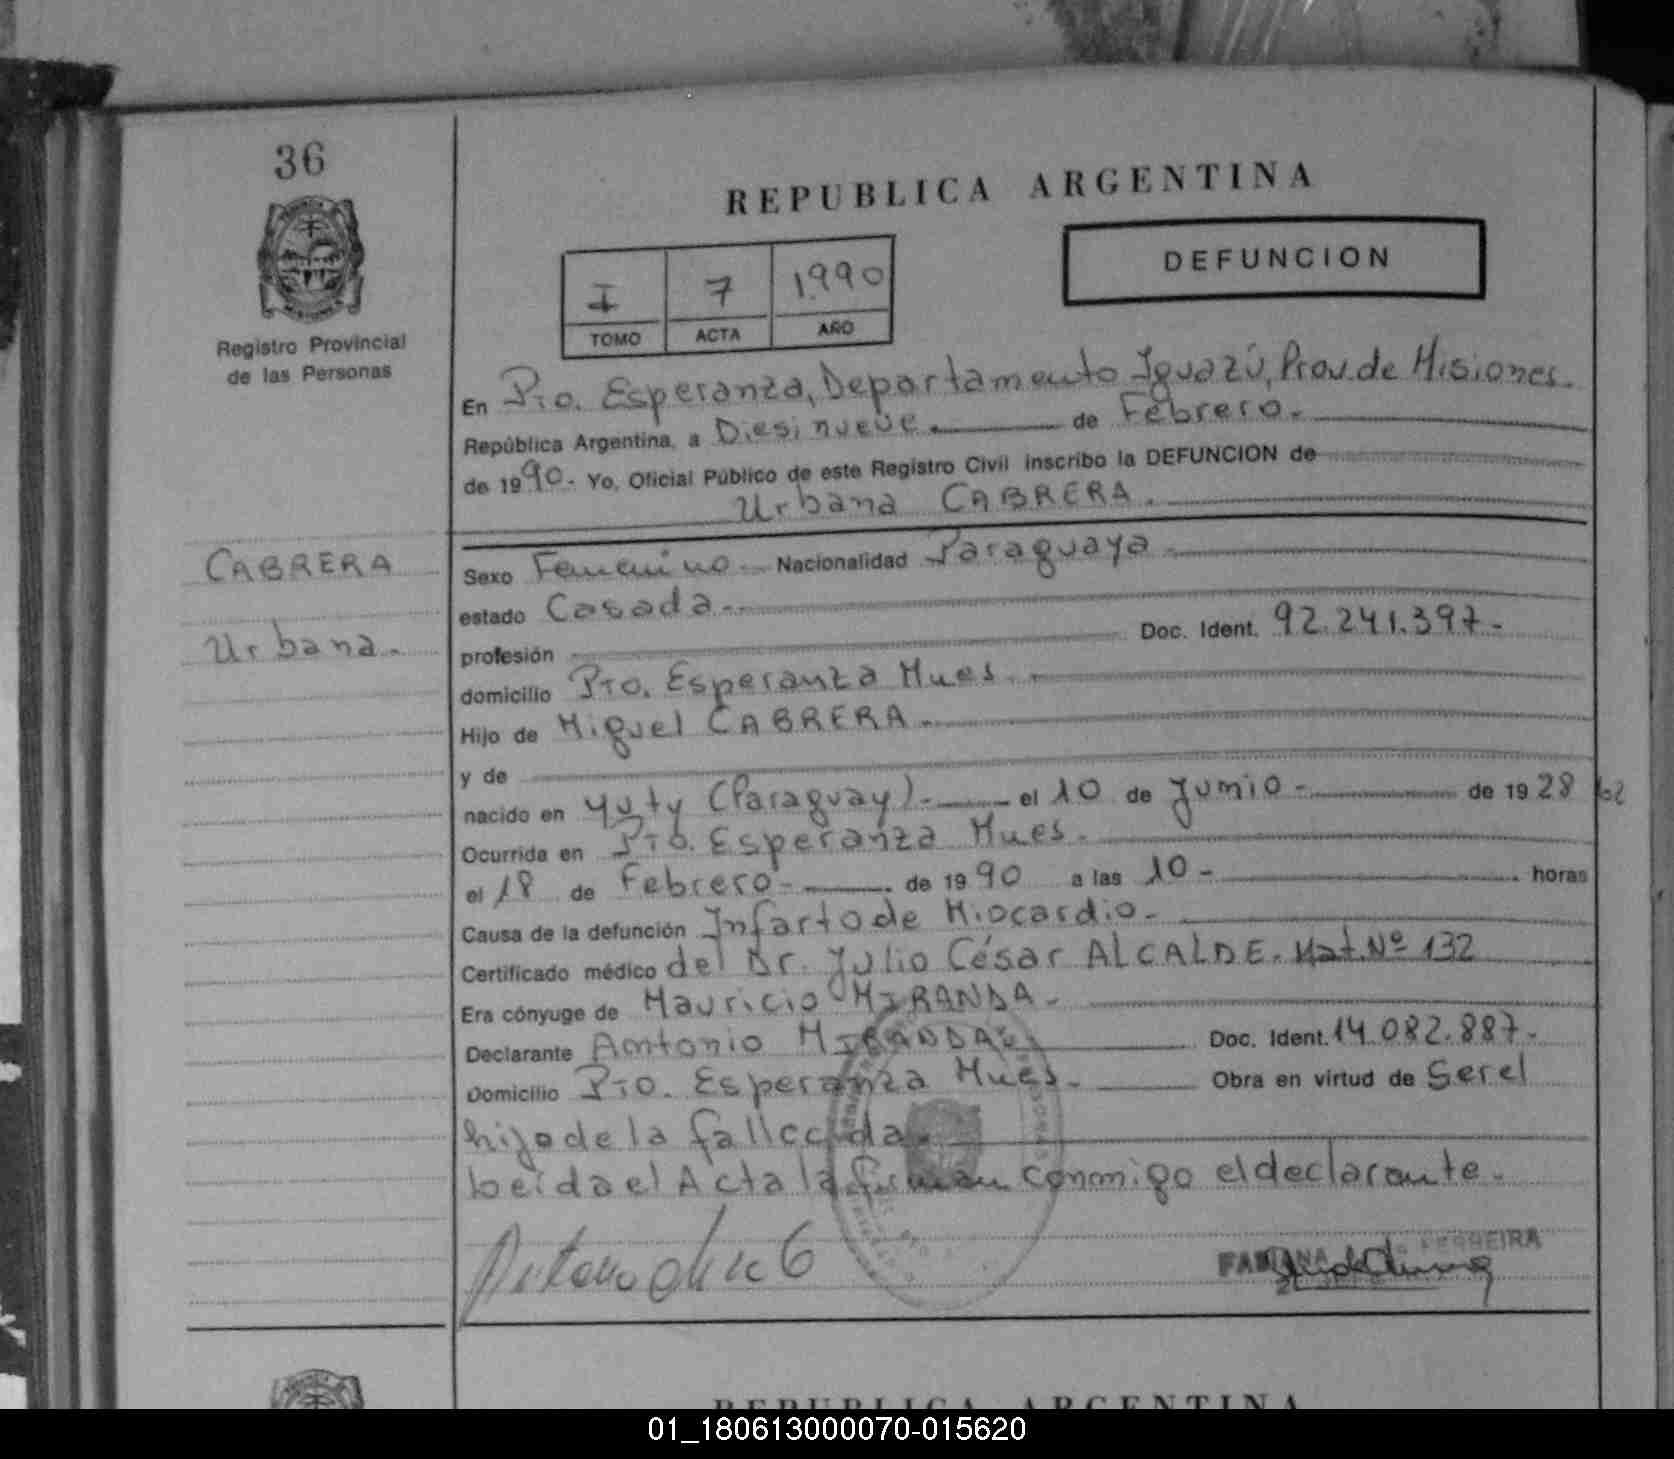 36
REPUBLICA ARGENTINA
DEFUNCION
I 7 1990
TOMO ACTA AÑO
Registro Provincial
de las Personas
En Pto. Esperanza, Departamento Iguazú, Prov. de Misiones.
República Argentina, a Diesinueve. de Febrero.
de 1990.- Yo, Oficial Público de este Registro Civil inscribo la DEFUNCION de
Urbana CABRERA.
CABRERA
Urbana.
Sexo Femenino.- Nacionalidad Paraguaya
estado Casada.-
profesión Doc. Ident. 92.241.397.-
domicilio Pto. Esperanza Mnes.
Hijo de Miguel CABRERA.
y de
nacido en Yuty (Paraguay).- el 10 de Junio.- de 1928 62
Ocurrida en Pto. Esperanza Mnes.
el 18 de Febrero.- de 1990 a las 10.- horas
Causa de la defunción Infarto de Miocardio.-
Certificado médico del Dr. Julio César ALCALDE. Mat. Nº 132
Era cónyuge de Mauricio MIRANDA.-
Declarante Antonio MIRANDA Doc. Ident. 14.082.887.-
Domicilio Pto. Esperanza Mnes.- Obra en virtud de Ser el
hijo de la fallecida.
Leida el Acta la firman conmigo el declarante.
FERREIRA
REPUBLICA ARGENTINA
01_180613000070-015620